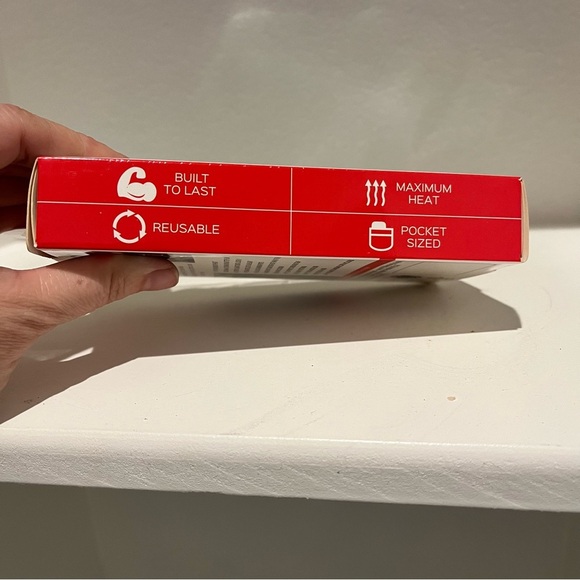 BUILT
TO LAST
MAXIMUM
HEAT
REUSABLE
POCKET
SIZED